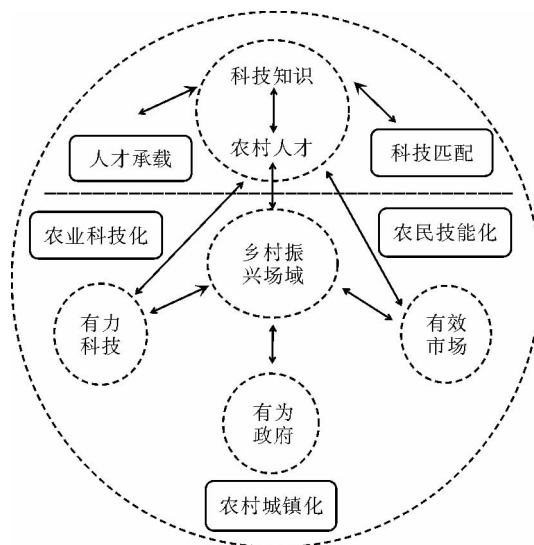 科技知识
农村人才
人才承载
科技匹配
农业科技化
农民技能化
乡村振
兴场域
有力
科技
有效
市场
有为
政府
农村城镇化